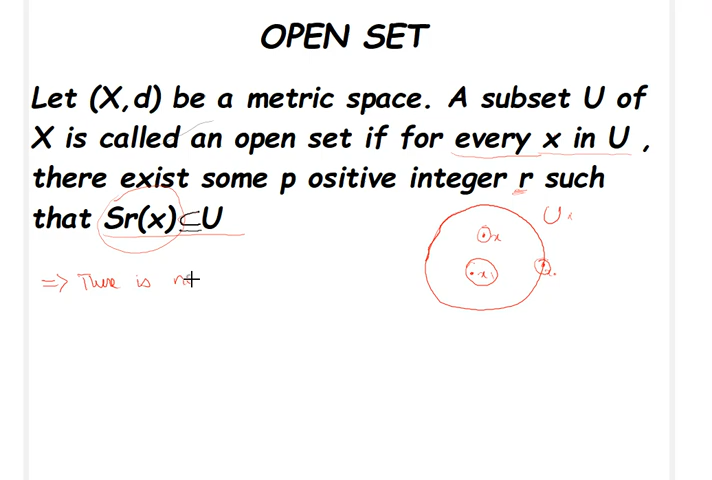 OPEN SET
Let (X,d) be a metric space. A subset U of
X is called an open set if for every x in U ,
there exist some p ositive integer r such
that Sr(x)⊆U
U
x
x
x
=> There is